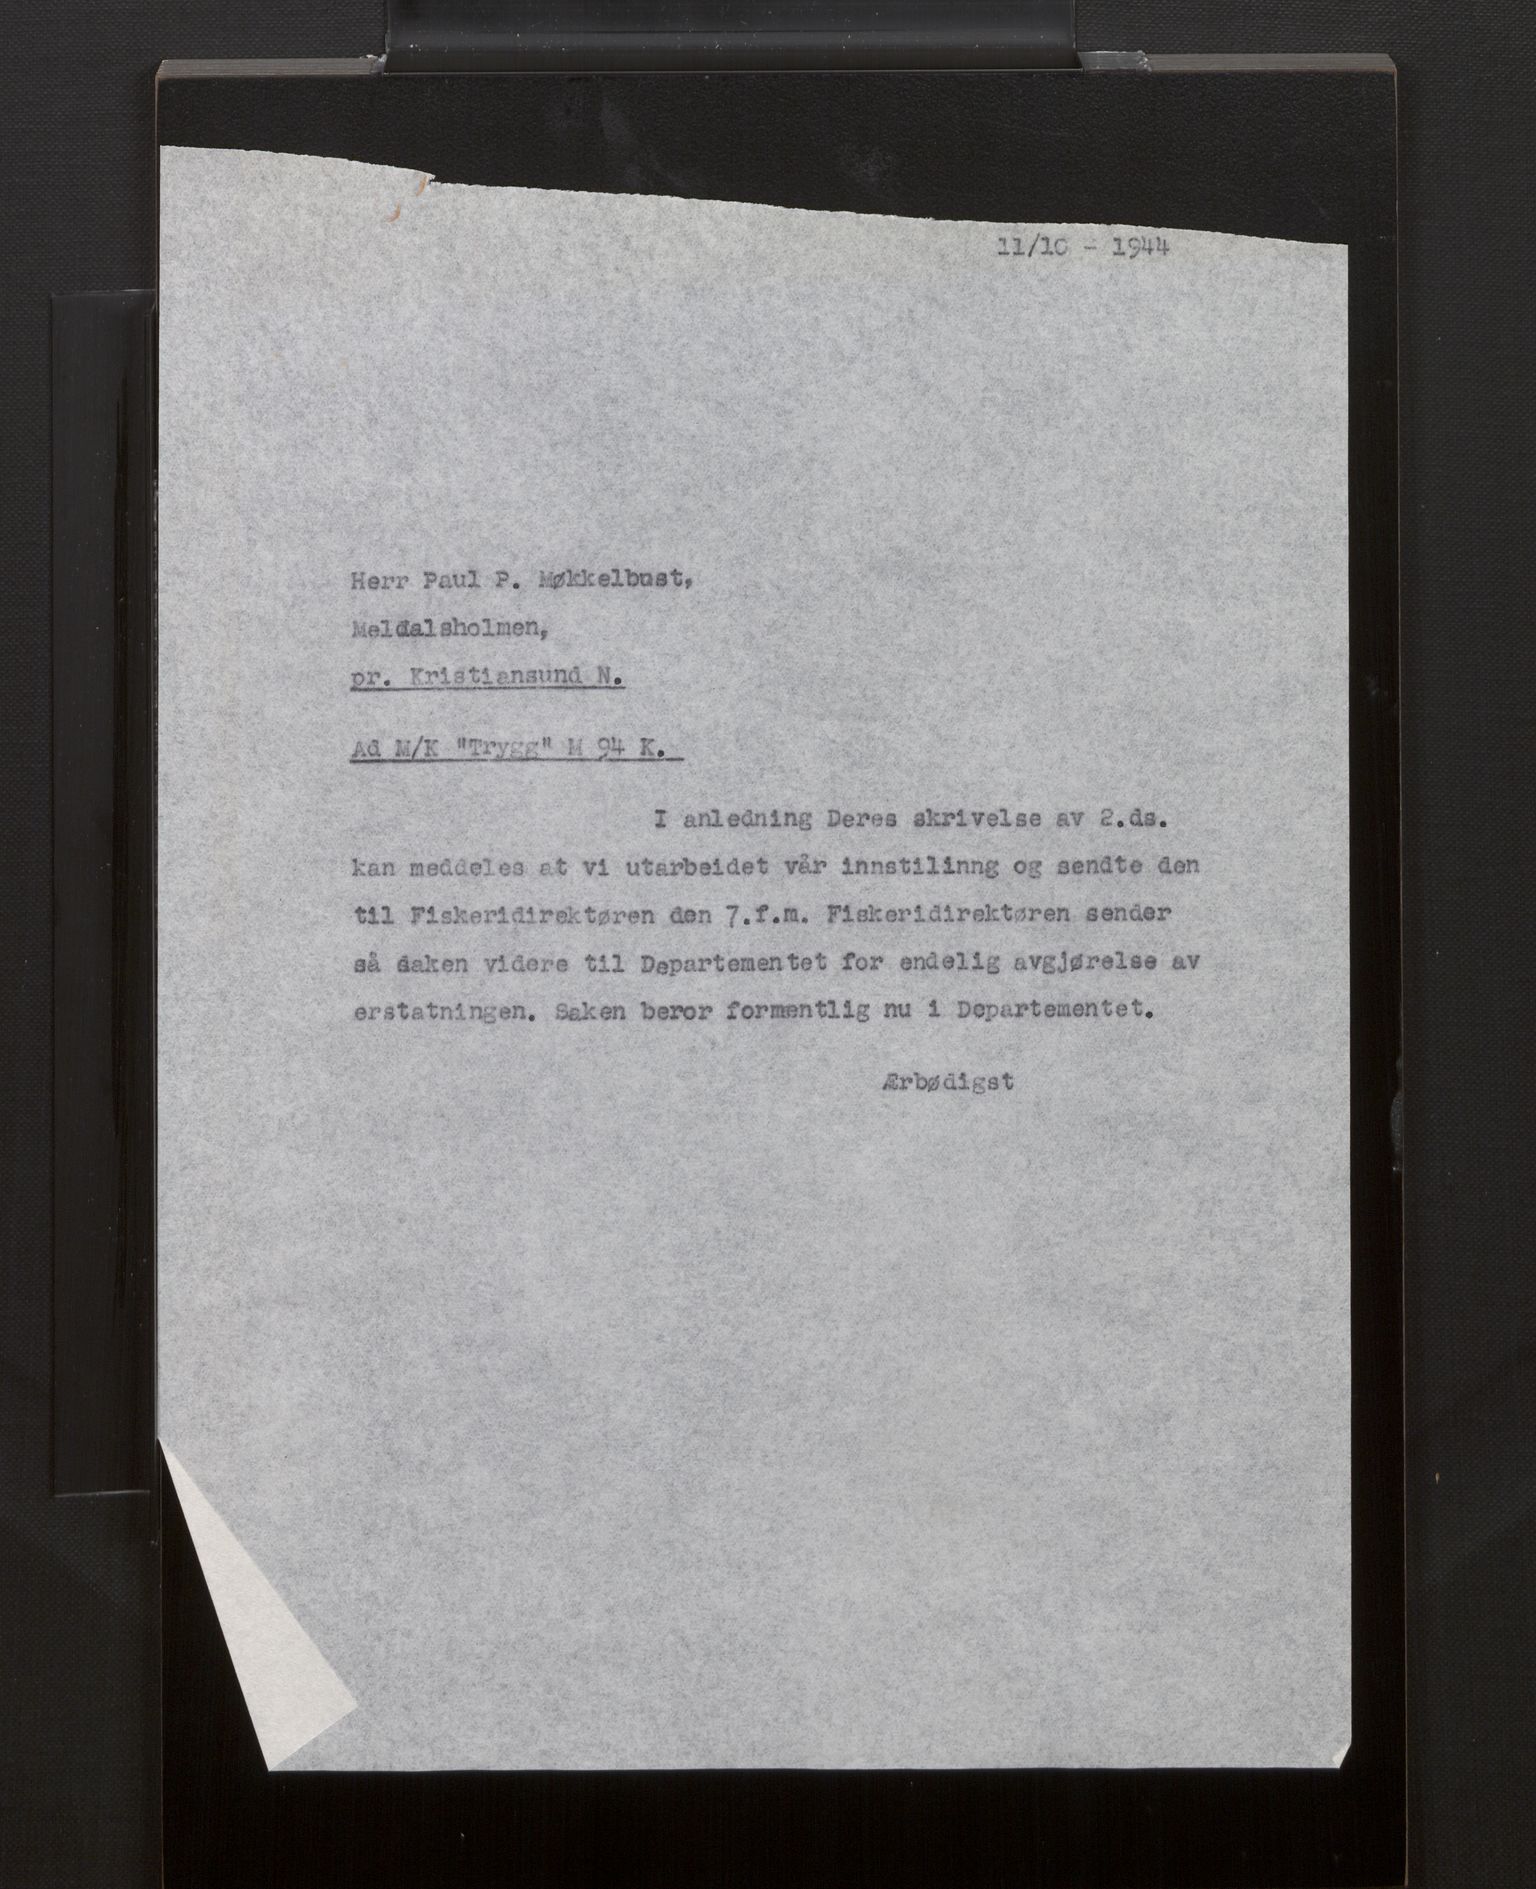 11/10 - 1944
Herr Paul P. Møkkelbust,
Meldalsholmen,
pr. Kristiansund N.
Ad M/K "Trygg" M 94 K.
I anledning Deres skrivelse av 2.ds.
kan meddeles at vi utarbeidet vår innstilinng og sendte den
til Fiskeridirektøren den 7.f.m. Fiskeridirektøren sender
så saken videre til Departementet for endelig avgjørelse av
erstatningen. Saken beror formentlig nu i Departementet.
Ærbødigst